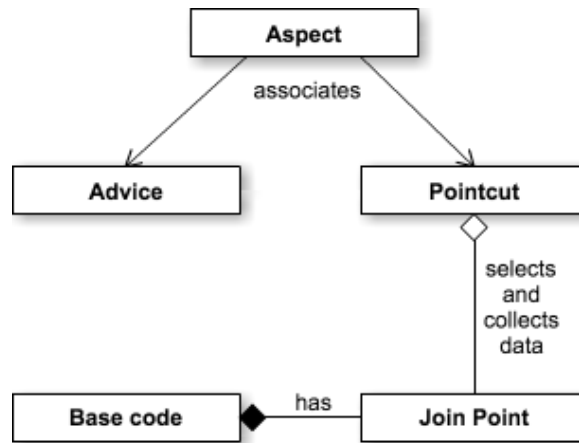 Aspect
associates
Advice
Pointcut
selects
and
collects
data
Base code
has
Join Point